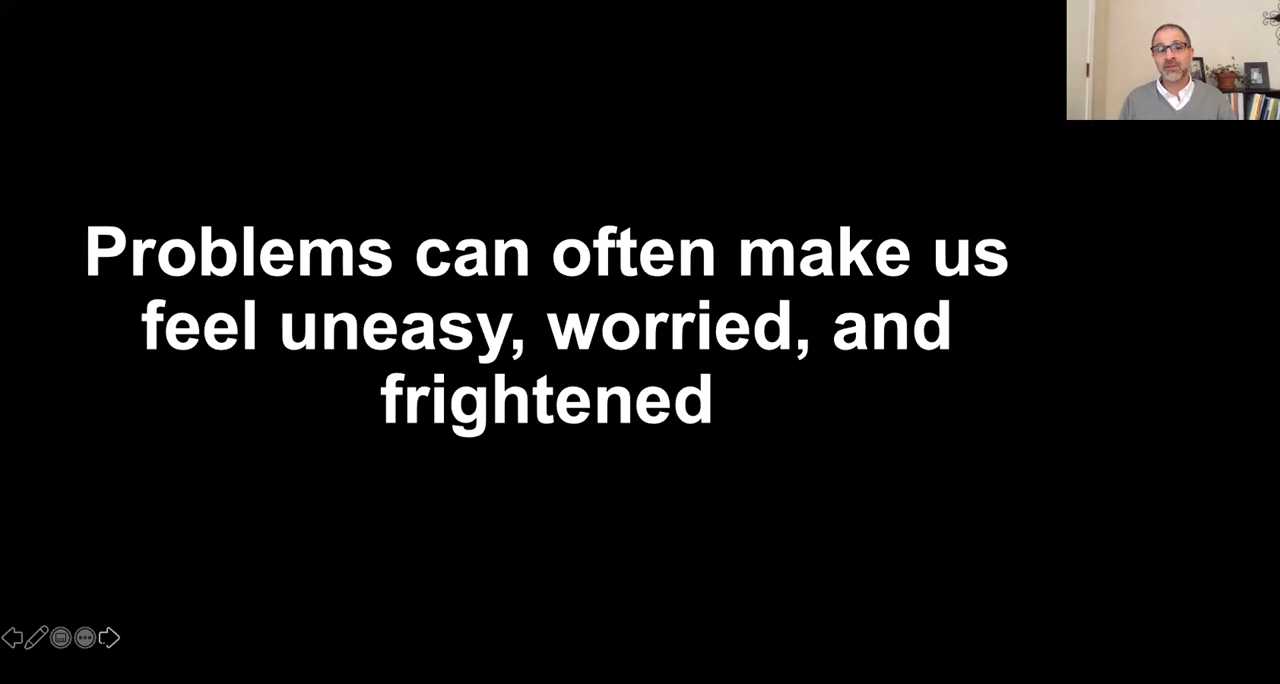 Problems can often make us
feel uneasy, worried, and
frightened